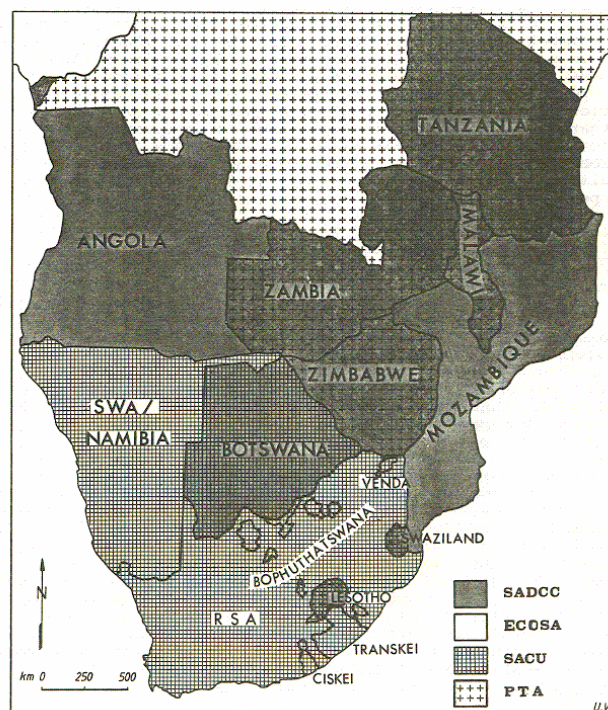 TANZANIA
MALAWI
ANGOLA
ZAMBIA
ZIMBABWE
MOZAMBIQUE
SWA/
NAMIBIA
BOTSWANA
VENDA
SWAZILAND
BOPHUTHATSWANA
LESOTHO
RSA
TRANSKEI
CISKEI
N
km 0 250 500
SADCC
ECOSA
SACU
PTA